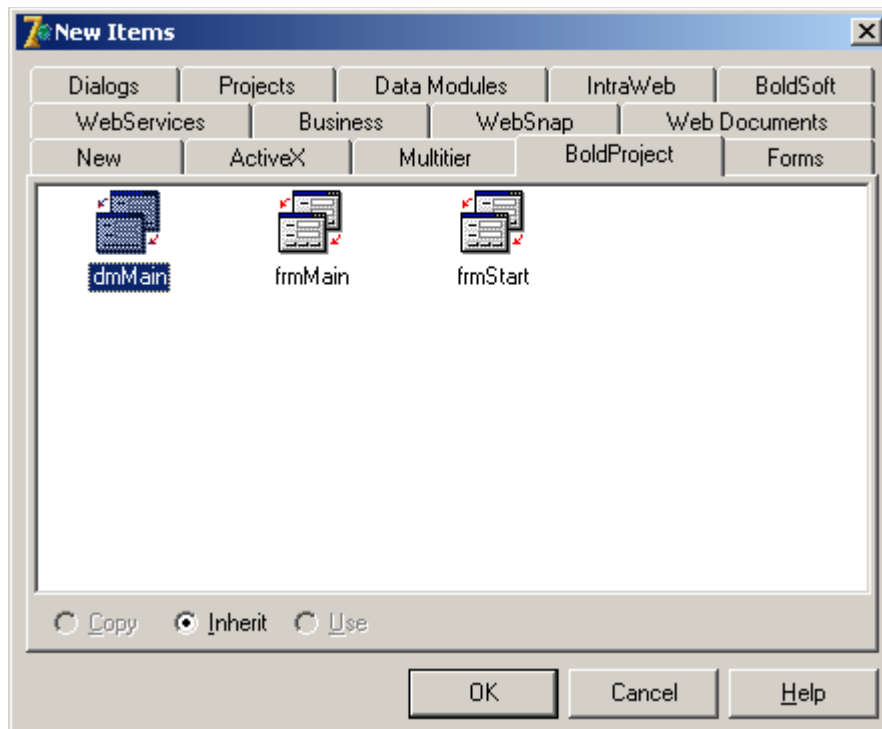 7 New Items
Dialogs Projects Data Modules IntraWeb BoldSoft
WebServices Business WebSnap Web Documents
New ActiveX Multitier BoldProject Forms
dmMain frmMain frmStart
Copy Inherit Use
OK Cancel Help